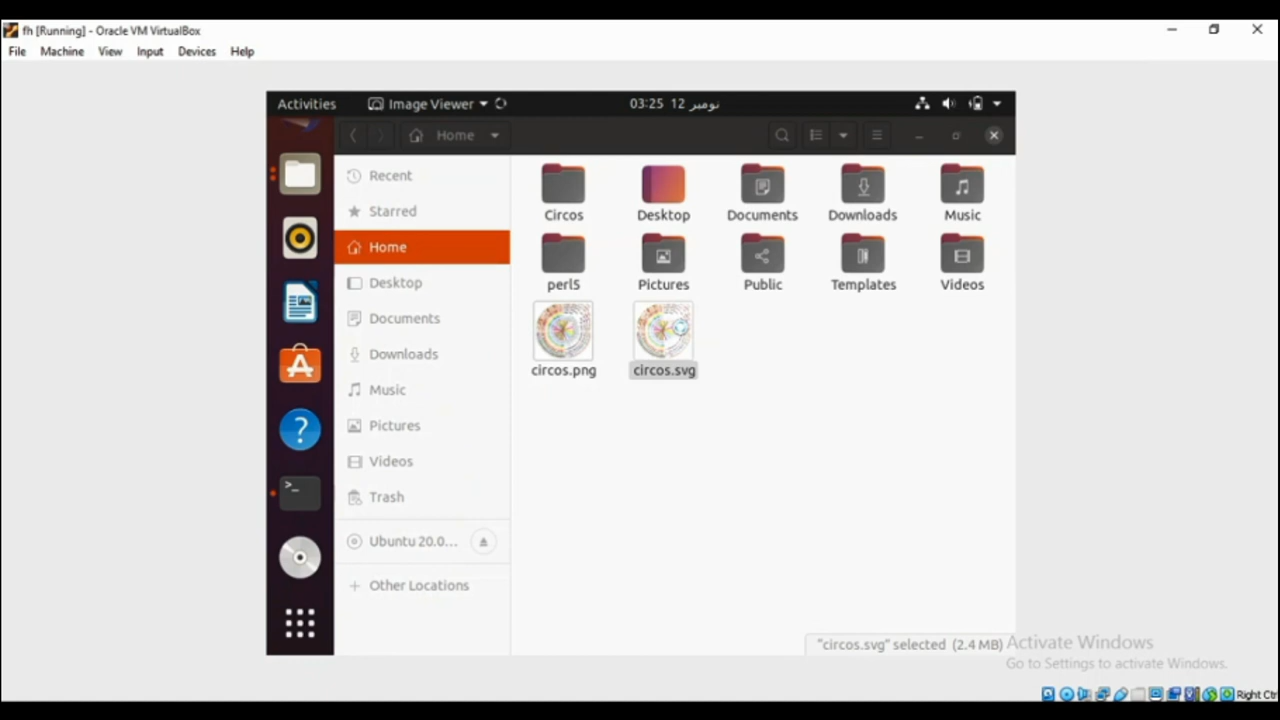 fh [Running] - Oracle VM VirtualBox
File Machine View Input Devices Help
Activities Image Viewer 03:25 12 نومبر
Home
Recent
Starred
Home
Desktop
Documents
Downloads
Music
Pictures
Videos
Trash
Ubuntu 20.0...
Other Locations
Circos Desktop Documents Downloads Music
perl5 Pictures Public Templates Videos
circos.png circos.svg
"circos.svg" selected (2.4 MB)
Activate Windows
Go to Settings to activate Windows.
Right Ctr